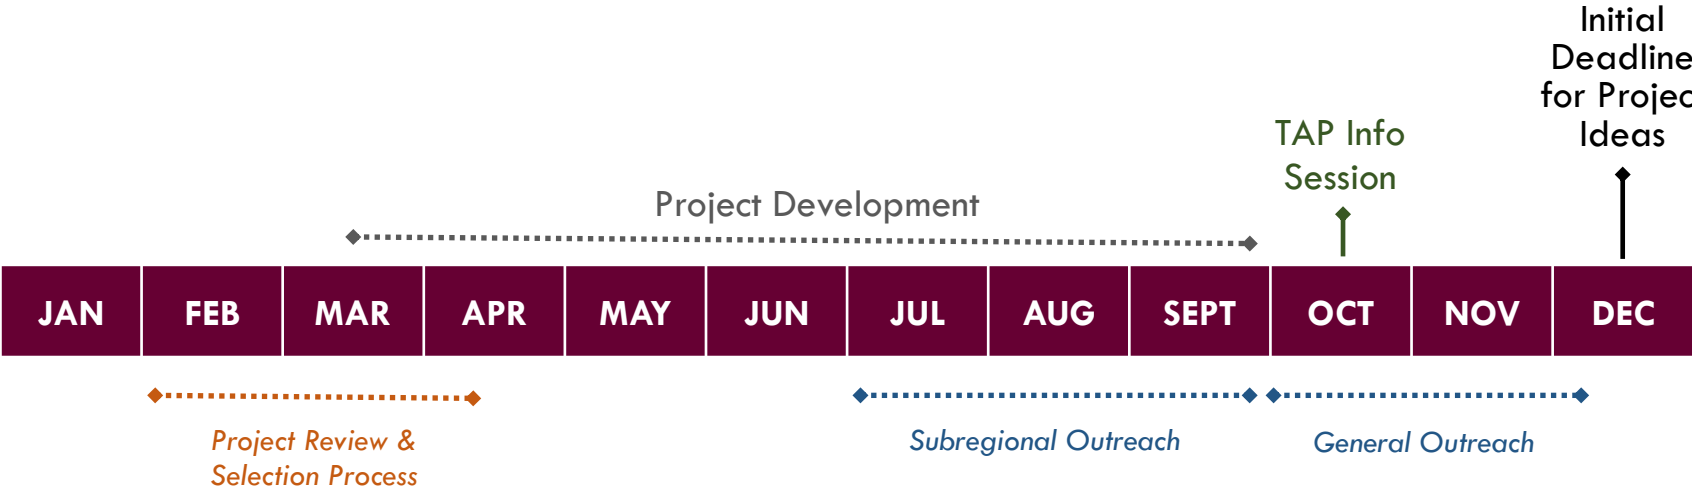 Initial
Deadline
for Projec
Ideas
TAP Info
Session
Project Development
JAN FEB MAR APR MAY JUN JUL AUG SEPT OCT NOV DEC
Project Review &
Selection Process
Subregional Outreach
General Outreach